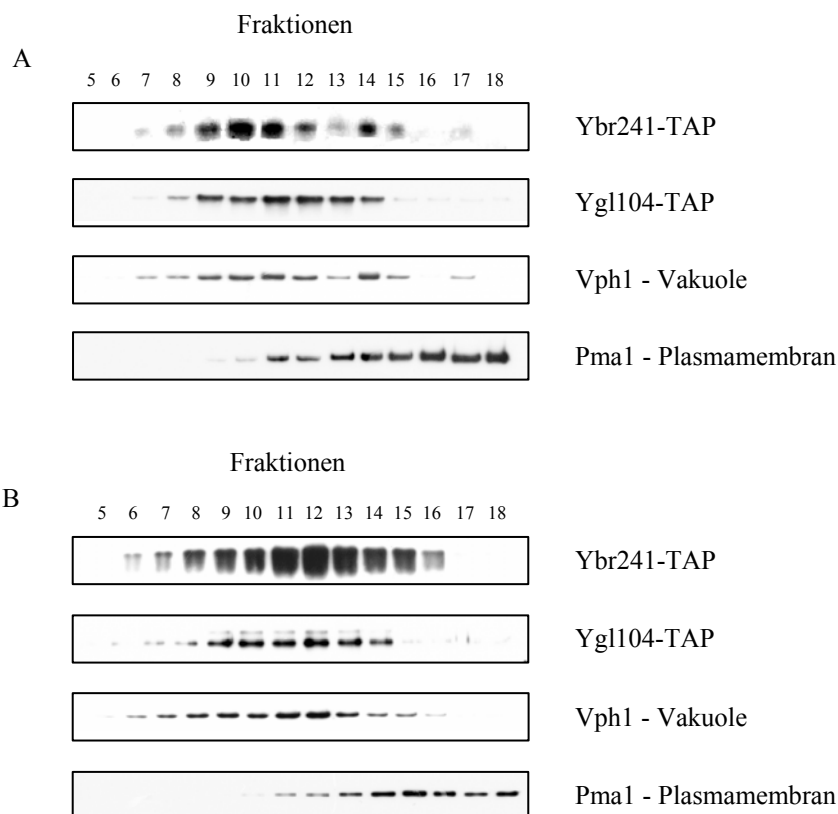 Fraktionen
A
5 6 7 8 9 10 11 12 13 14 15 16 17 18
Ybr241-TAP
Ygl104-TAP
Vph1 - Vakuole
Pma1 - Plasmamembran
Fraktionen
B
5 6 7 8 9 10 11 12 13 14 15 16 17 18
Ybr241-TAP
Ygl104-TAP
Vph1 - Vakuole
Pma1 - Plasmamembran